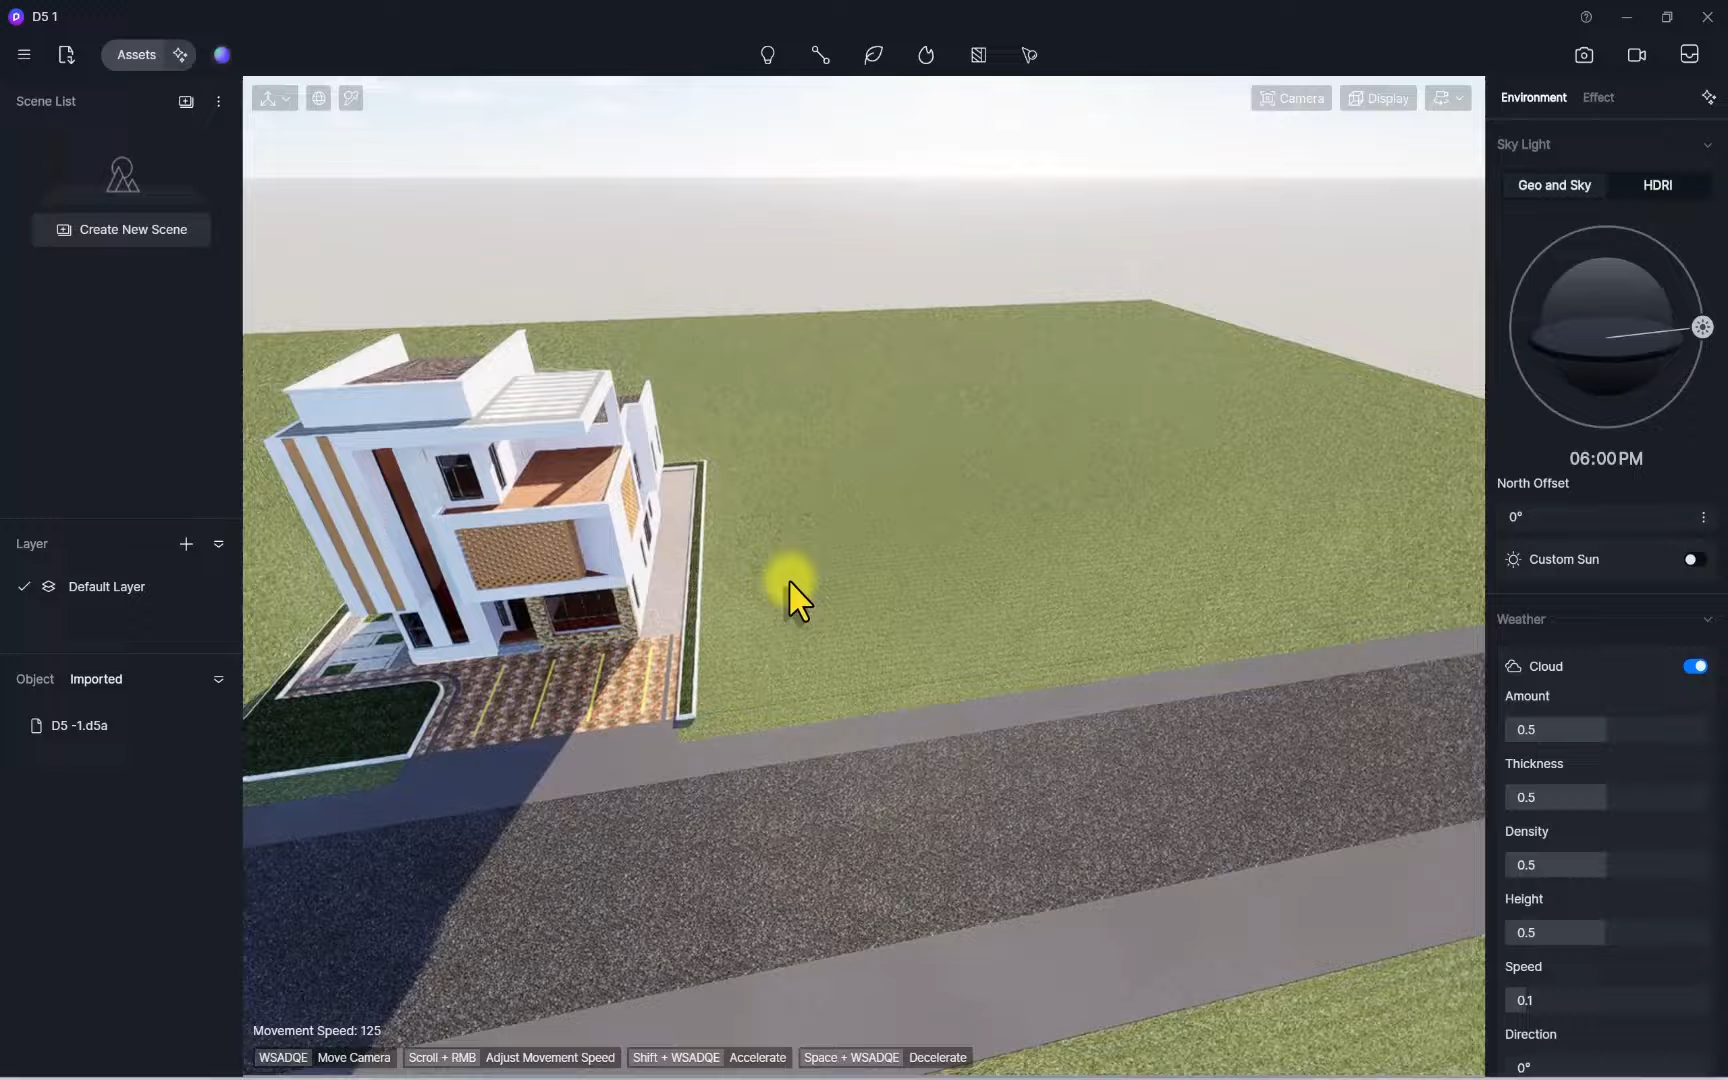 D5 1
Assets
Scene List
Create New Scene
Layer
Default Layer
Object Imported
D5 -1.d5a
Camera
Display
Movement Speed: 125
WSADQE Move Camera Scroll + RMB Adjust Movement Speed Shift + WSADQE Accelerate Space + WSADQE Decelerate
Environment Effect
Sky Light
Geo and Sky HDRI
06:00PM
North Offset
0°
Custom Sun
Weather
Cloud
Amount
0.5
Thickness
0.5
Density
0.5
Height
0.5
Speed
0.1
Direction
0°